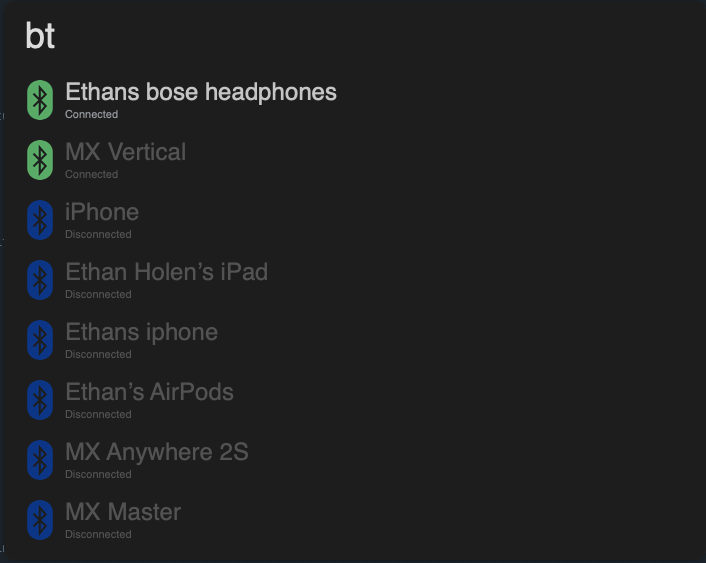 bt
Ethans bose headphones
Connected
MX Vertical
Connected
iPhone
Disconnected
Ethan Holen’s iPad
Disconnected
Ethans iphone
Disconnected
Ethan’s AirPods
Disconnected
MX Anywhere 2S
Disconnected
MX Master
Disconnected